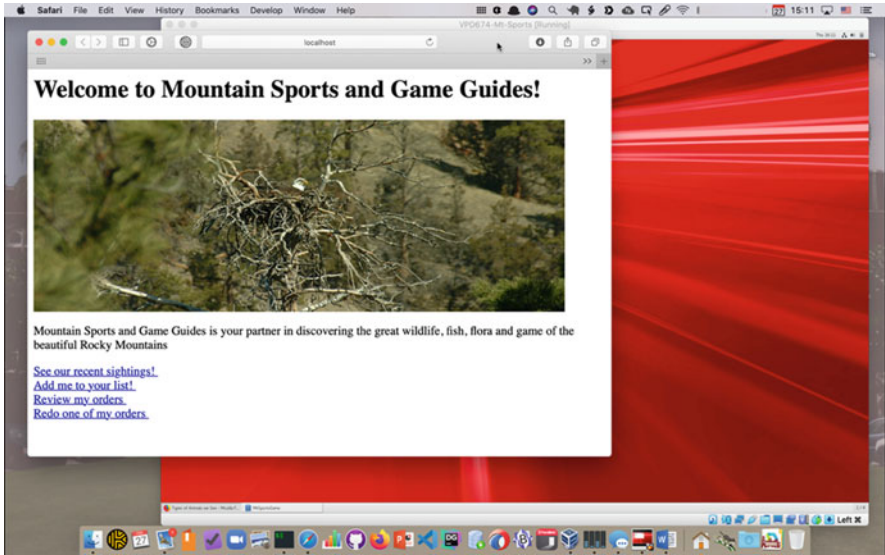 Safari File Edit View History Bookmarks Develop Window Help 15:11
VPD674-Mt-Sports [Running]
localhost
Welcome to Mountain Sports and Game Guides!
Mountain Sports and Game Guides is your partner in discovering the great wildlife, fish, flora and game of the
beautiful Rocky Mountains
See our recent sightings!
Add me to your list!
Review my orders
Redo one of my orders
Left ⌘